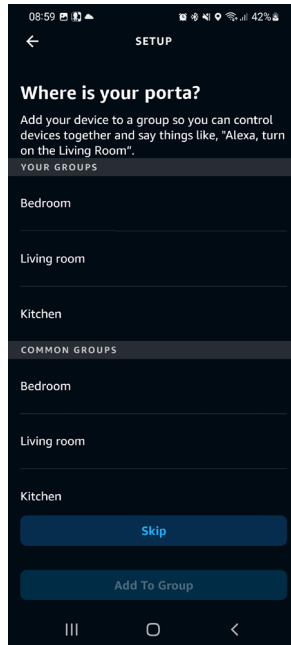 08:59 42%
SETUP
Where is your porta?
Add your device to a group so you can control
devices together and say things like, "Alexa, turn
on the Living Room".
YOUR GROUPS
Bedroom
Living room
Kitchen
COMMON GROUPS
Bedroom
Living room
Kitchen
Skip
Add To Group